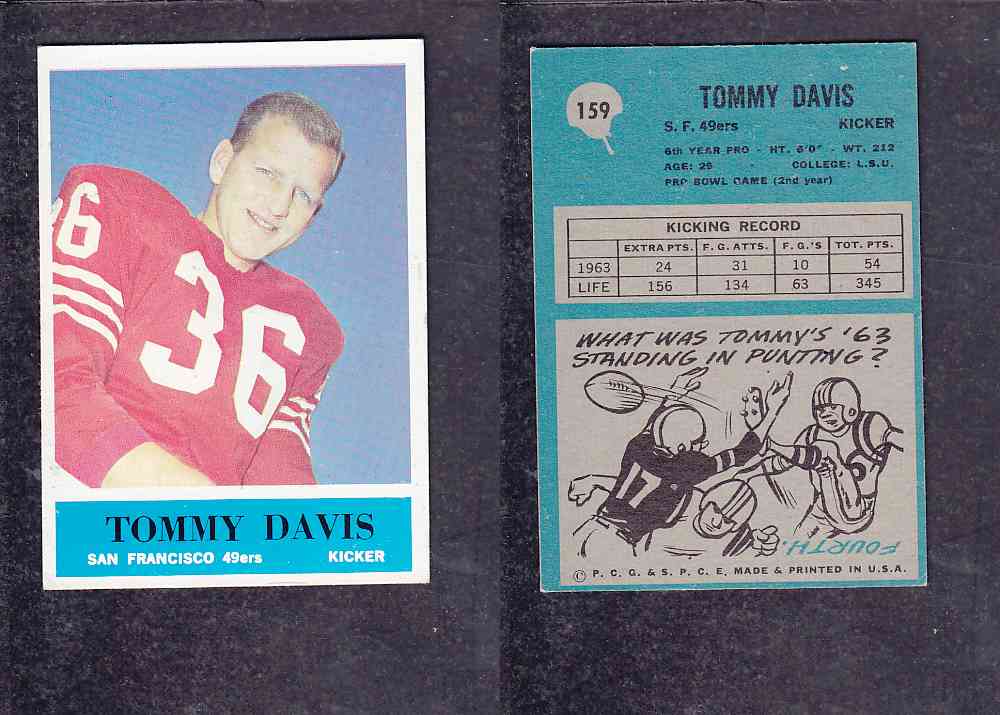 36
36
TOMMY DAVIS
SAN FRANCISCO 49ers KICKER
159
TOMMY DAVIS
S. F. 49ers KICKER
6th YEAR PRO - HT. 6'0" - WT. 212
AGE: 29 - COLLEGE: L.S.U.
PRO BOWL GAME (2nd year)
KICKING RECORD
EXTRA PTS. F. G. ATTS. F. G.'S TOT. PTS.
1963 24 31 10 54
LIFE 156 134 63 345
WHAT WAS TOMMY'S '63
STANDING IN PUNTING?
17
FOURTH.
© P. C. G. & S. P. C. E. MADE & PRINTED IN U.S.A.